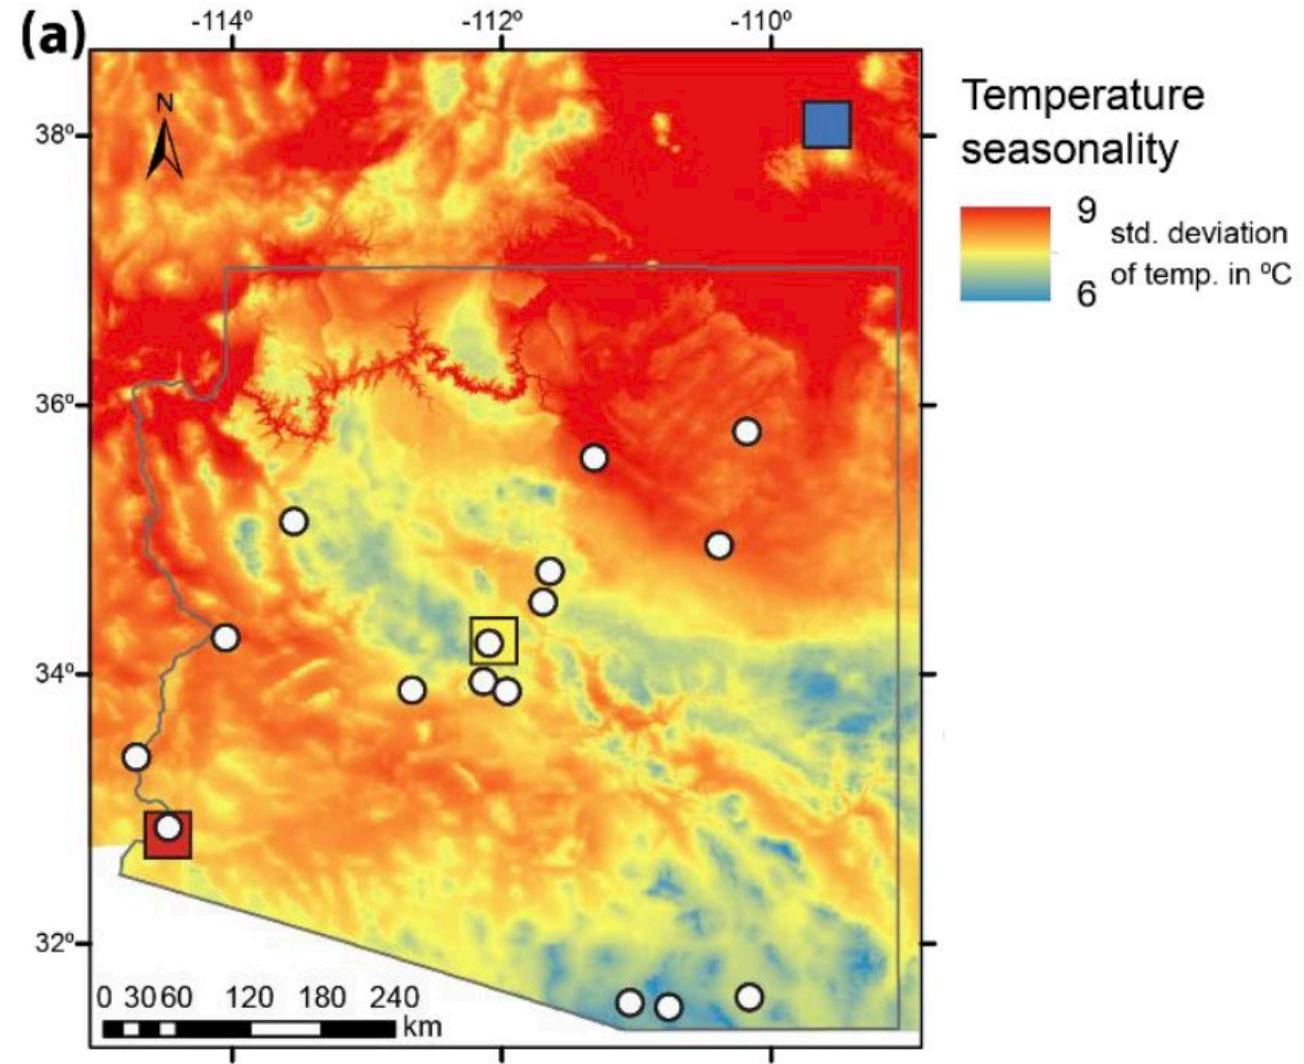 (a)
-114º -112º -110º
N
38º
36º
34º
32º
0 30 60 120 180 240
km
Temperature
seasonality
9
std. deviation
of temp. in ºC
6